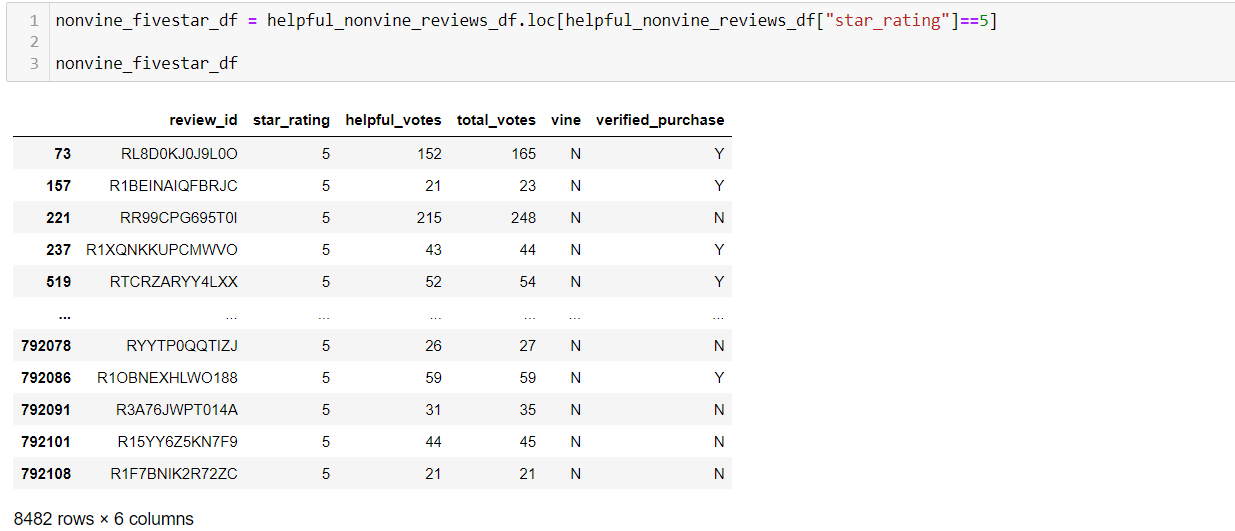 1 nonvine_fivestar_df = helpful_nonvine_reviews_df.loc[helpful_nonvine_reviews_df["star_rating"]==5]
2
3 nonvine_fivestar_df
review_id star_rating helpful_votes total_votes vine verified_purchase
73 RL8D0KJ0J9L0O 5 152 165 N Y
157 R1BEINAIQFBRJC 5 21 23 N Y
221 RR99CPG695T0I 5 215 248 N N
237 R1XQNKKUPCMWVO 5 43 44 N Y
519 RTCRZARYY4LXX 5 52 54 N Y
... ... ... ... ... ... ...
792078 RYYTP0QQTIZJ 5 26 27 N N
792086 R1OBNEXHLWO188 5 59 59 N Y
792091 R3A76JWPT014A 5 31 35 N N
792101 R15YY6Z5KN7F9 5 44 45 N N
792108 R1F7BNIK2R72ZC 5 21 21 N N
8482 rows × 6 columns